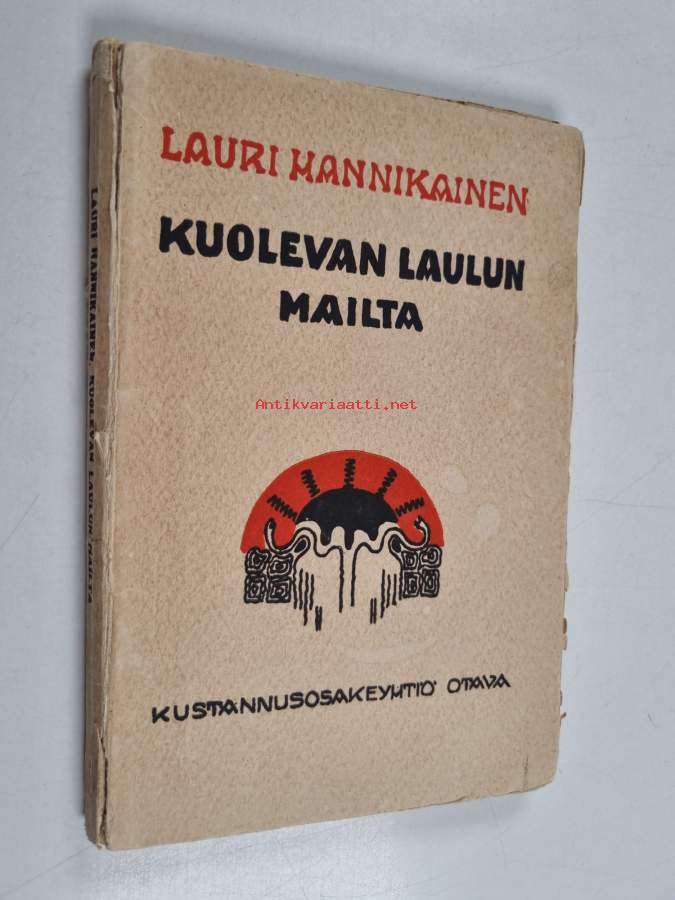 LAURI HANNIKAINEN
KUOLEVAN LAULUN
MAILTA
Antikvariaatti.net
KUSTANNUSOSAKEYHTIÖ OTAVA
LAURI HANNIKAINEN, KUOLEVAN LAULUN MAILTA